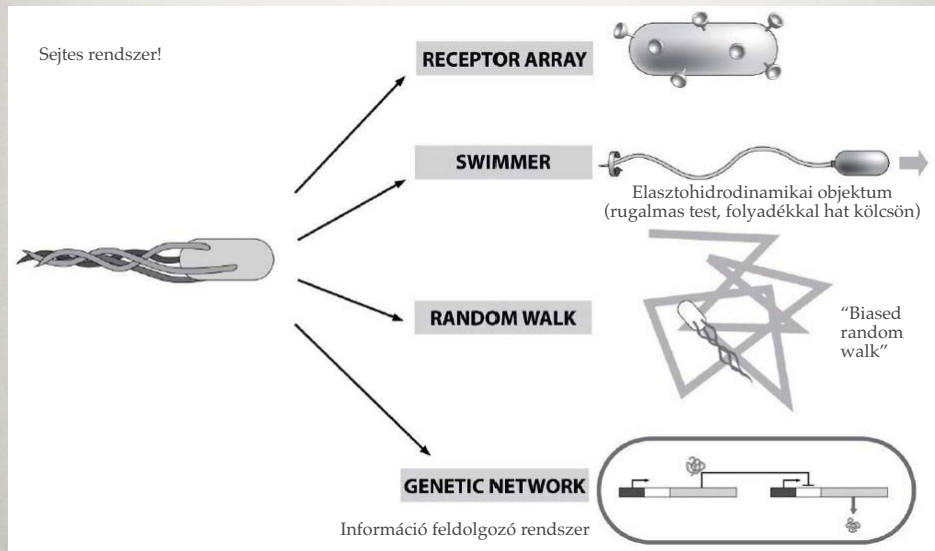 Sejtes rendszer!
RECEPTOR ARRAY
SWIMMER
Elasztohidrodinamikai objektum
(rugalmas test, folyadékkal hat kölcsön)
RANDOM WALK
“Biased
random
walk”
GENETIC NETWORK
Információ feldolgozó rendszer